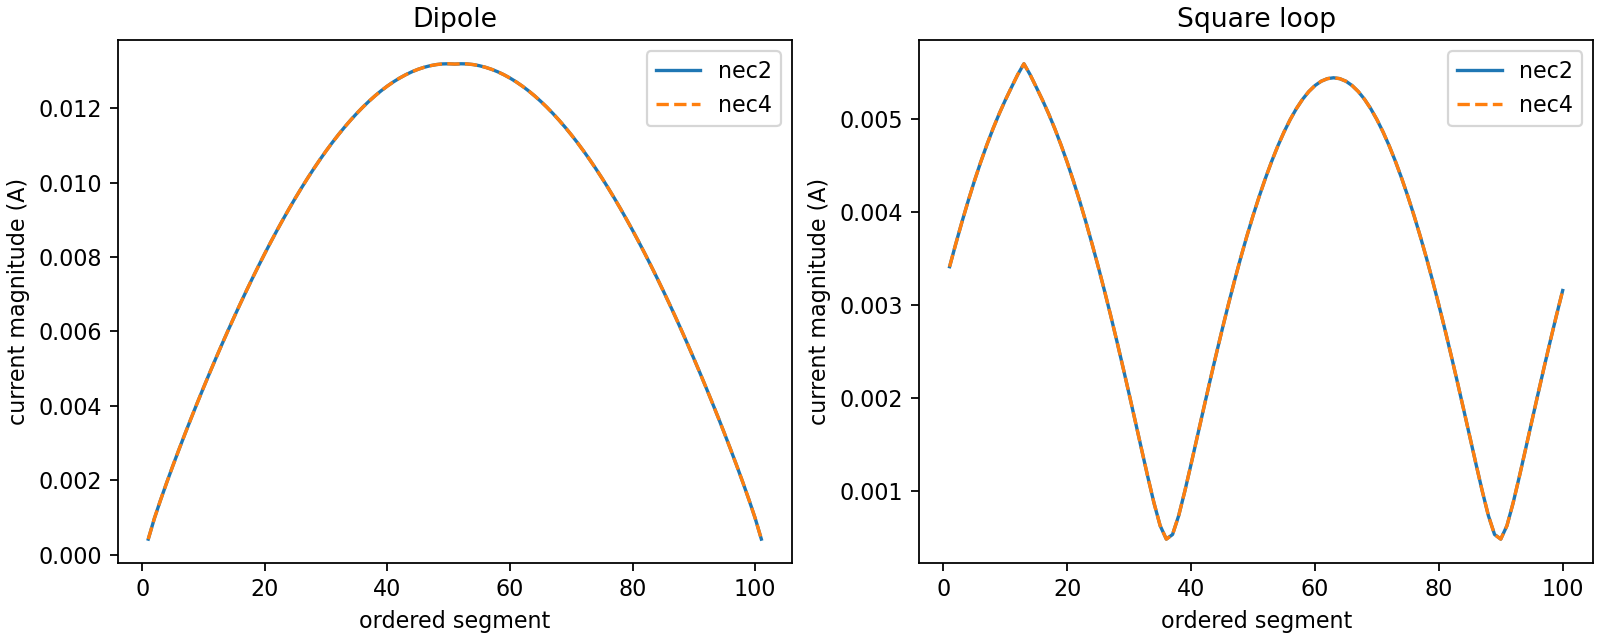 Dipole
current magnitude (A)
0.012
0.010
0.008
0.006
0.004
0.002
0.000
nec2
nec4
0 20 40 60 80 100
ordered segment
Square loop
current magnitude (A)
0.005
0.004
0.003
0.002
0.001
nec2
nec4
0 20 40 60 80 100
ordered segment